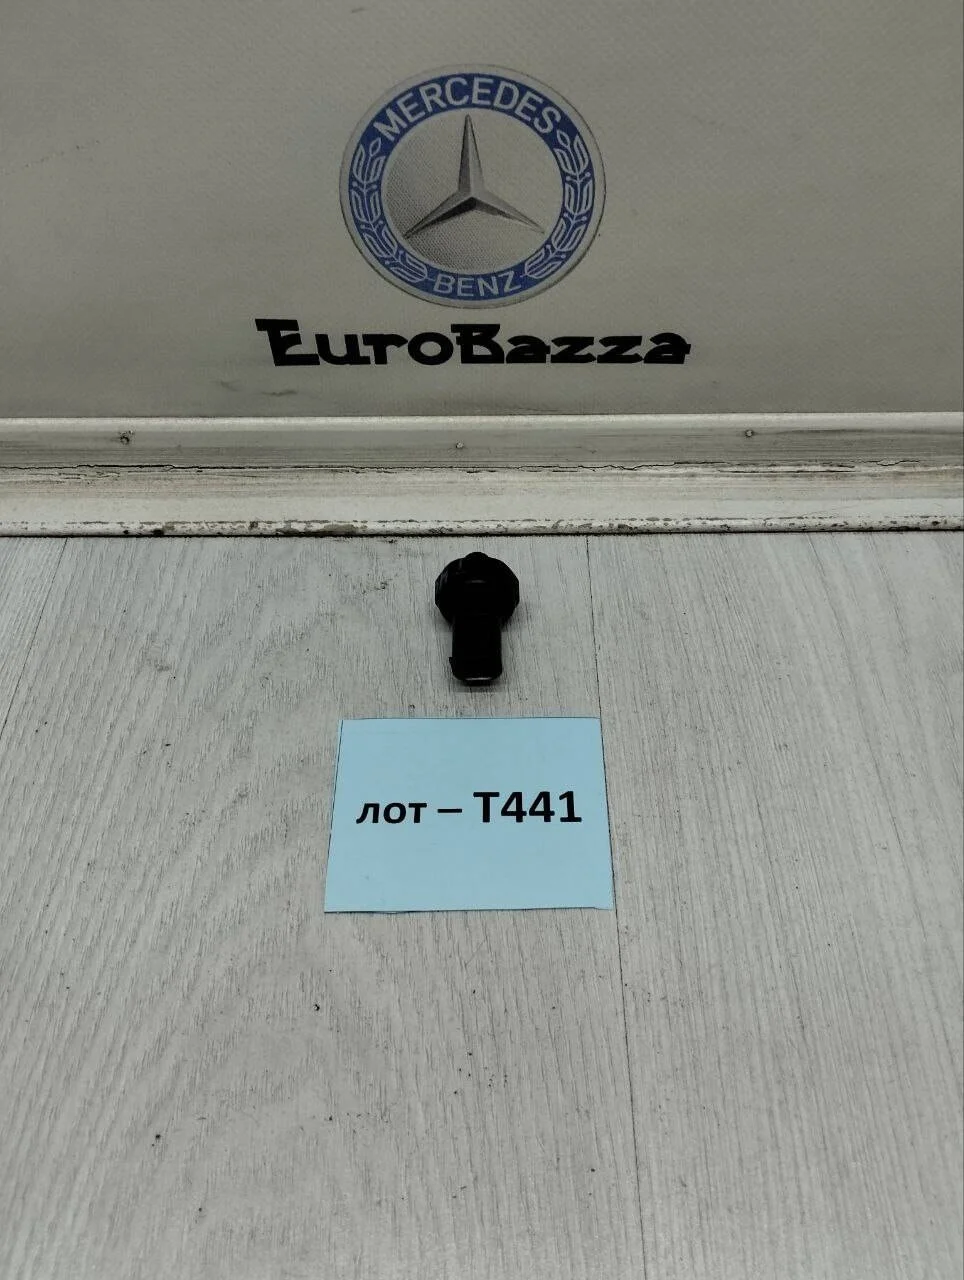 MERCEDES
BENZ
EuroBazza
лот – T441